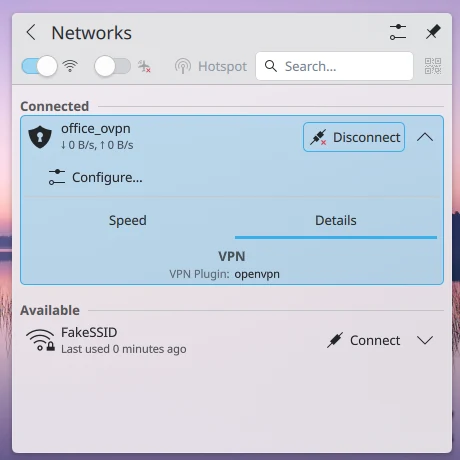 Networks
Hotspot
Search...
Connected
office_ovpn
↓ 0 B/s, ↑ 0 B/s
Disconnect
Configure...
Speed
Details
VPN
VPN Plugin: openvpn
Available
FakeSSID
Last used 0 minutes ago
Connect